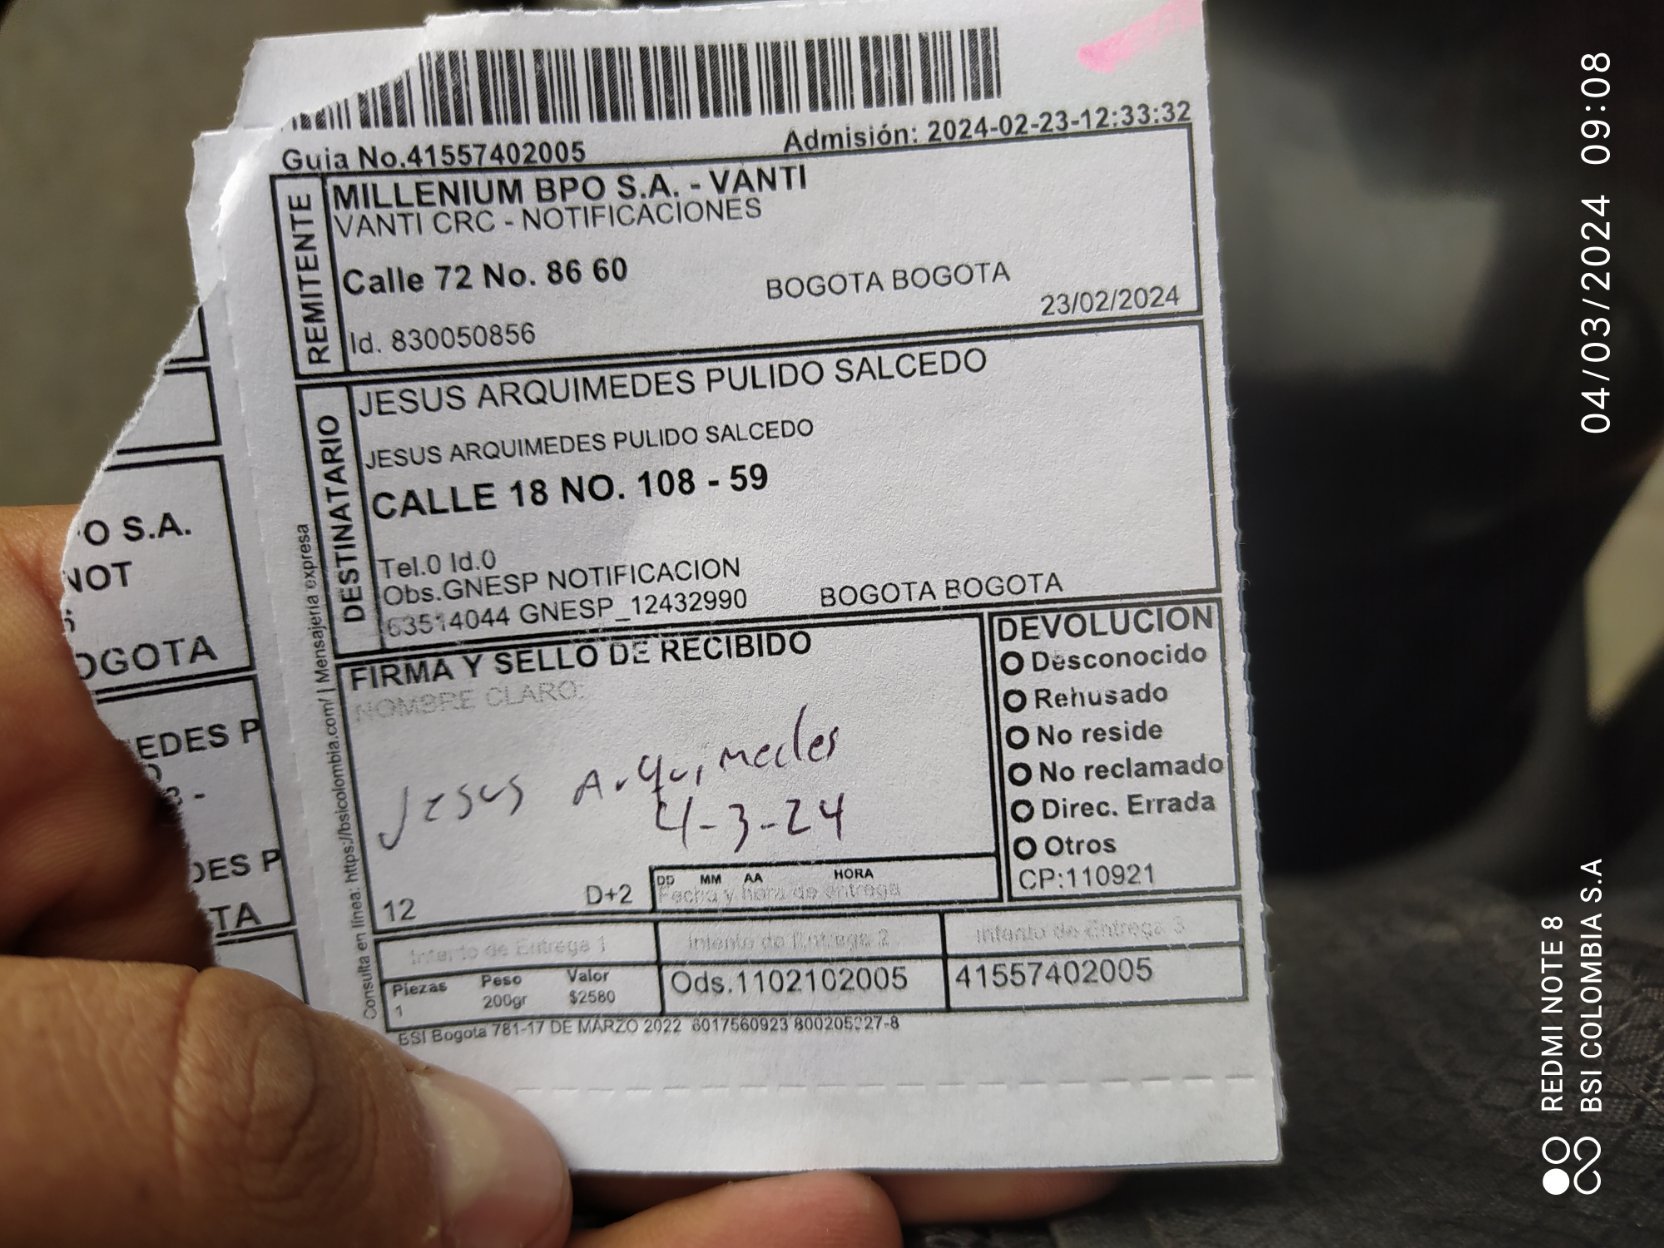 Guia No.41557402005
Admisión: 2024-02-23-12:33:32
REMITENTE
MILLENIUM BPO S.A. - VANTI
VANTI CRC - NOTIFICACIONES
Calle 72 No. 86 60
BOGOTA BOGOTA
23/02/2024
Id. 830050856
DESTINATARIO
JESUS ARQUIMEDES PULIDO SALCEDO
JESUS ARQUIMEDES PULIDO SALCEDO
CALLE 18 NO. 108 - 59
Tel.0 Id.0
Obs.GNESP NOTIFICACION
63514044 GNESP_12432990
BOGOTA BOGOTA
FIRMA Y SELLO DE RECIBIDO
NOMBRE CLARO:
Jesus Arquimedes
4-3-24
12
D+2
DD MM AA HORA
Fecha y hora de entrega
DEVOLUCION
Desconocido
Rehusado
No reside
No reclamado
Direc. Errada
Otros
CP:110921
Intento de Entrega 1
Intento de Entrega 2
Intento de Entrega 3
Piezas Peso Valor
1 200gr $2580
Ods.1102102005
41557402005
BSI Bogota 781-17 DE MARZO 2022 6017560923 800205327-8
Consulta en línea: https://bsicolombia.com/ | Mensajería expresa
O S.A.
NOT
OGOTA
EDES P
DES P
TA
04/03/2024 09:08
REDMI NOTE 8
BSI COLOMBIA S.A